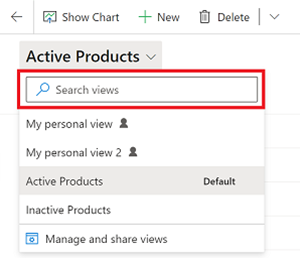 Show Chart New Delete
Active Products
Search views
My personal view
My personal view 2
Active Products Default
Inactive Products
Manage and share views